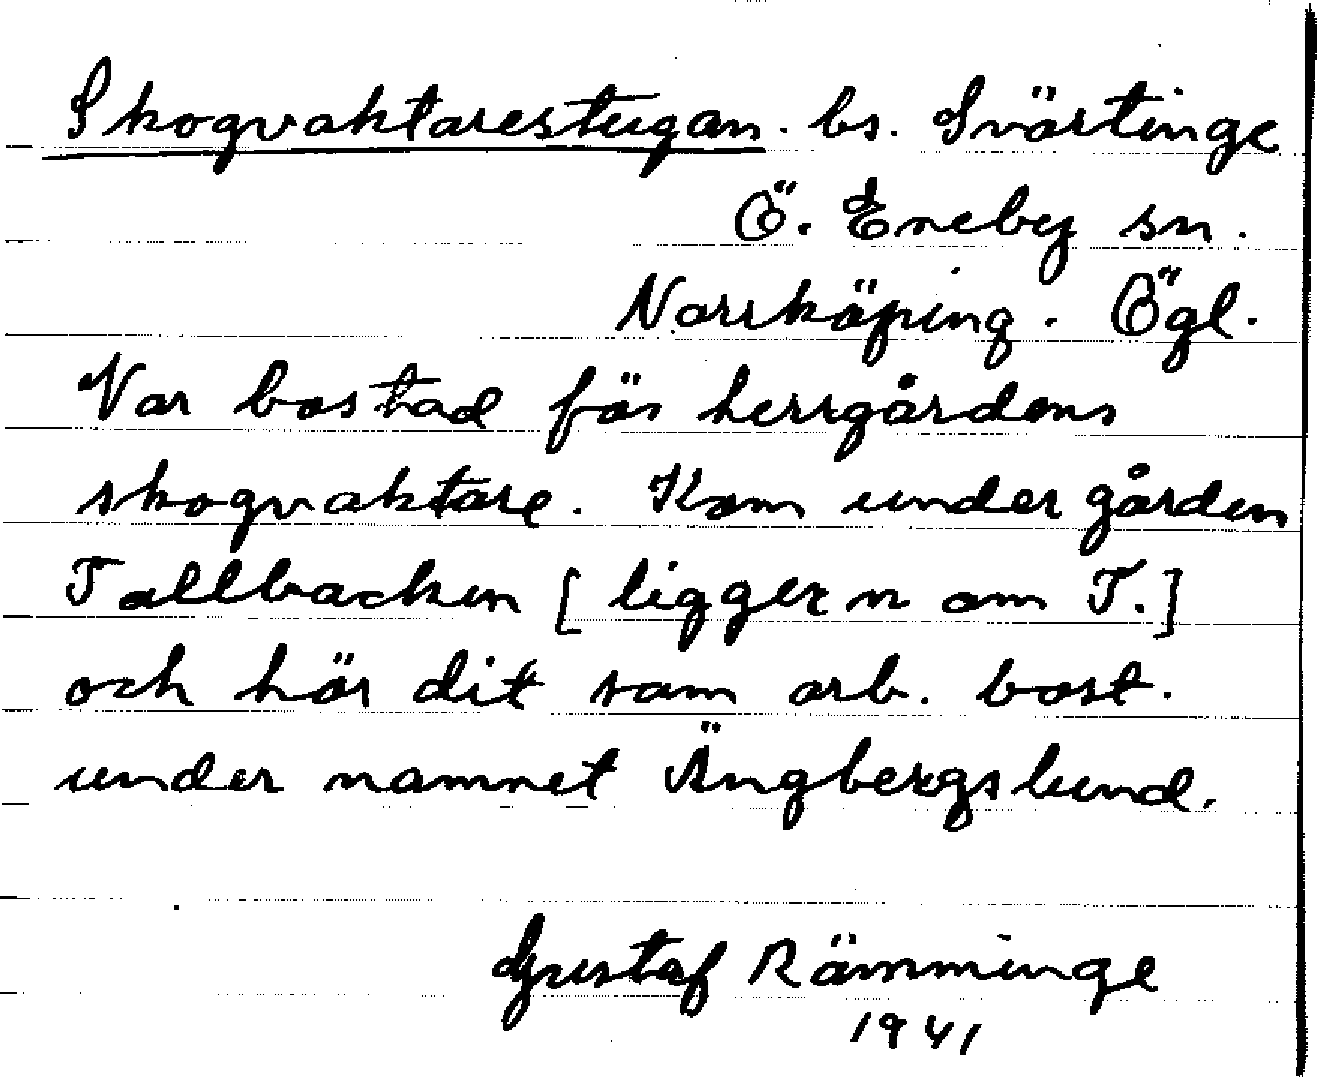 Skogvaktarestugan. bs. Svärtinge
Ö. Eneby sn.
Norrköping. Ögl.
Var bostad för herrgårdens
skogvaktare. Kom under gården
Tallbacken [ligger n om T.]
och hör dit som arb. bost.
under namnet Ängbergslund.
Gustaf Rämminge
1941